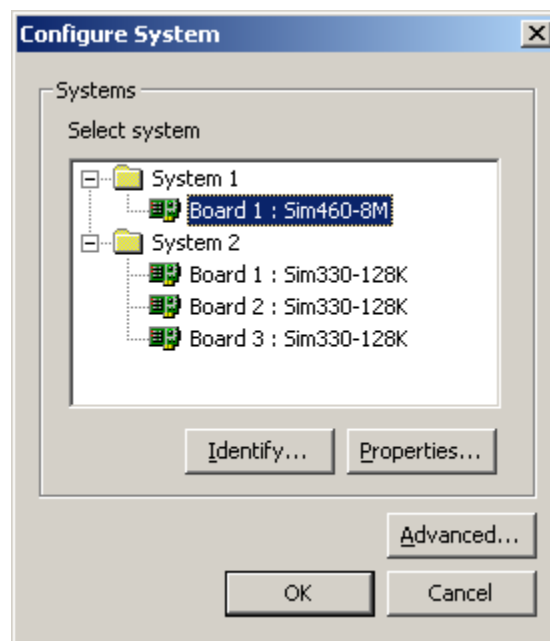 Configure System
Systems
Select system
System 1
Board 1 : Sim460-8M
System 2
Board 1 : Sim330-128K
Board 2 : Sim330-128K
Board 3 : Sim330-128K
Identify... Properties...
Advanced...
OK Cancel